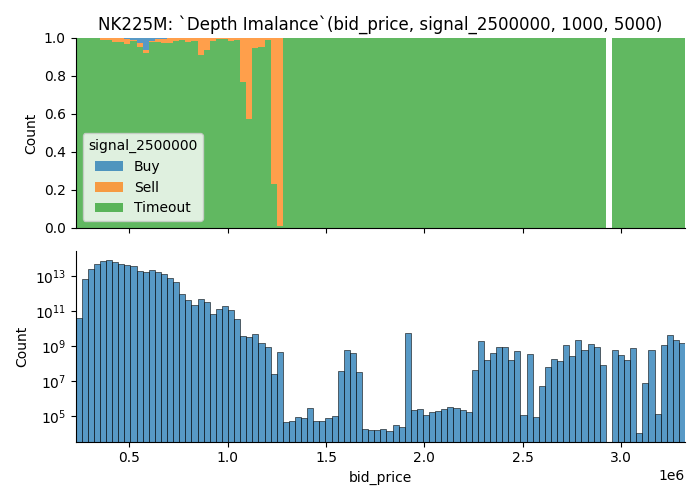 NK225M: `Depth Imalance`(bid_price, signal_2500000, 1000, 5000)
1.0
0.8
0.6
0.4
0.2
0.0
Count
signal_2500000
Buy
Sell
Timeout
10^13
10^11
10^9
10^7
10^5
Count
0.5 1.0 1.5 2.0 2.5 3.0
1e6
bid_price